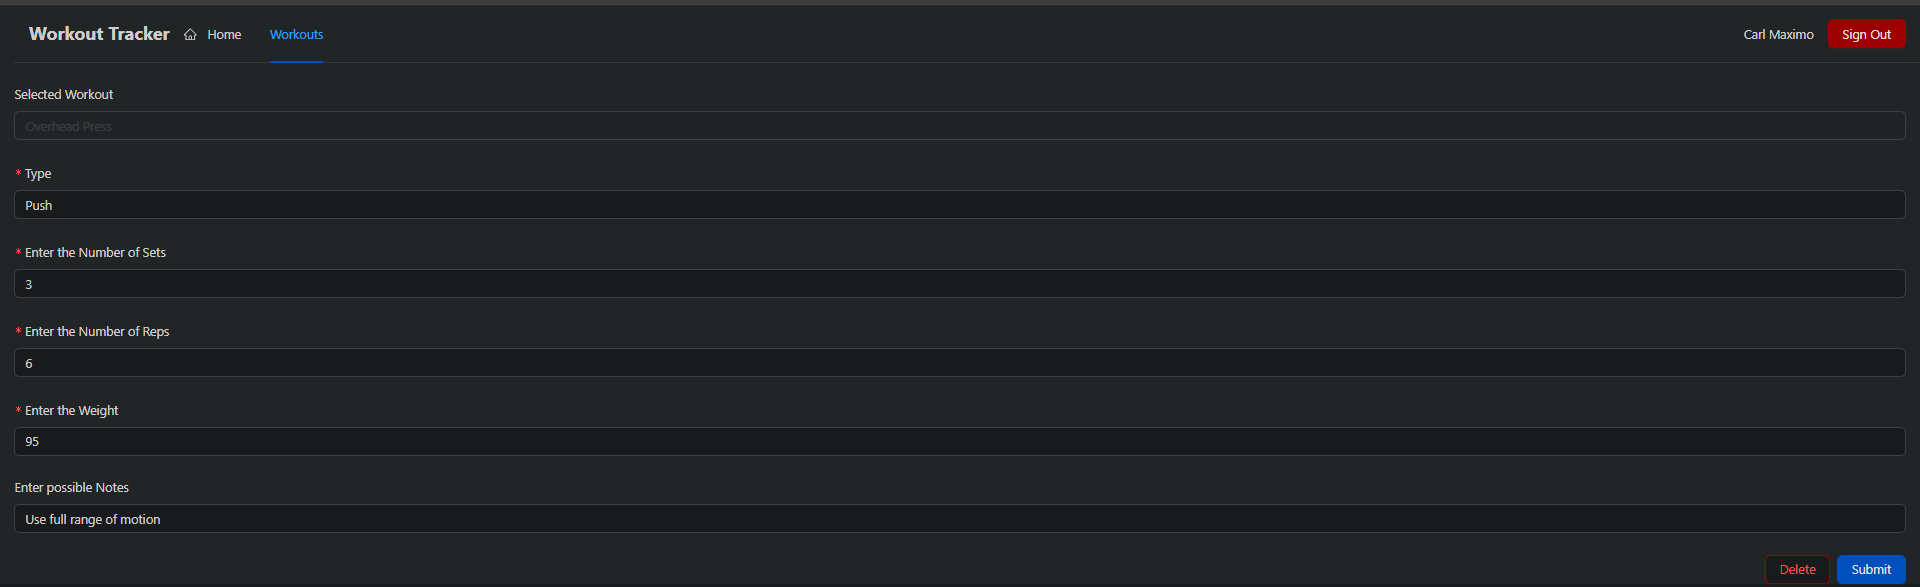 Workout Tracker Home Workouts Carl Maximo Sign Out
Selected Workout
Overhead Press
* Type
Push
* Enter the Number of Sets
3
* Enter the Number of Reps
6
* Enter the Weight
95
Enter possible Notes
Use full range of motion
Delete Submit